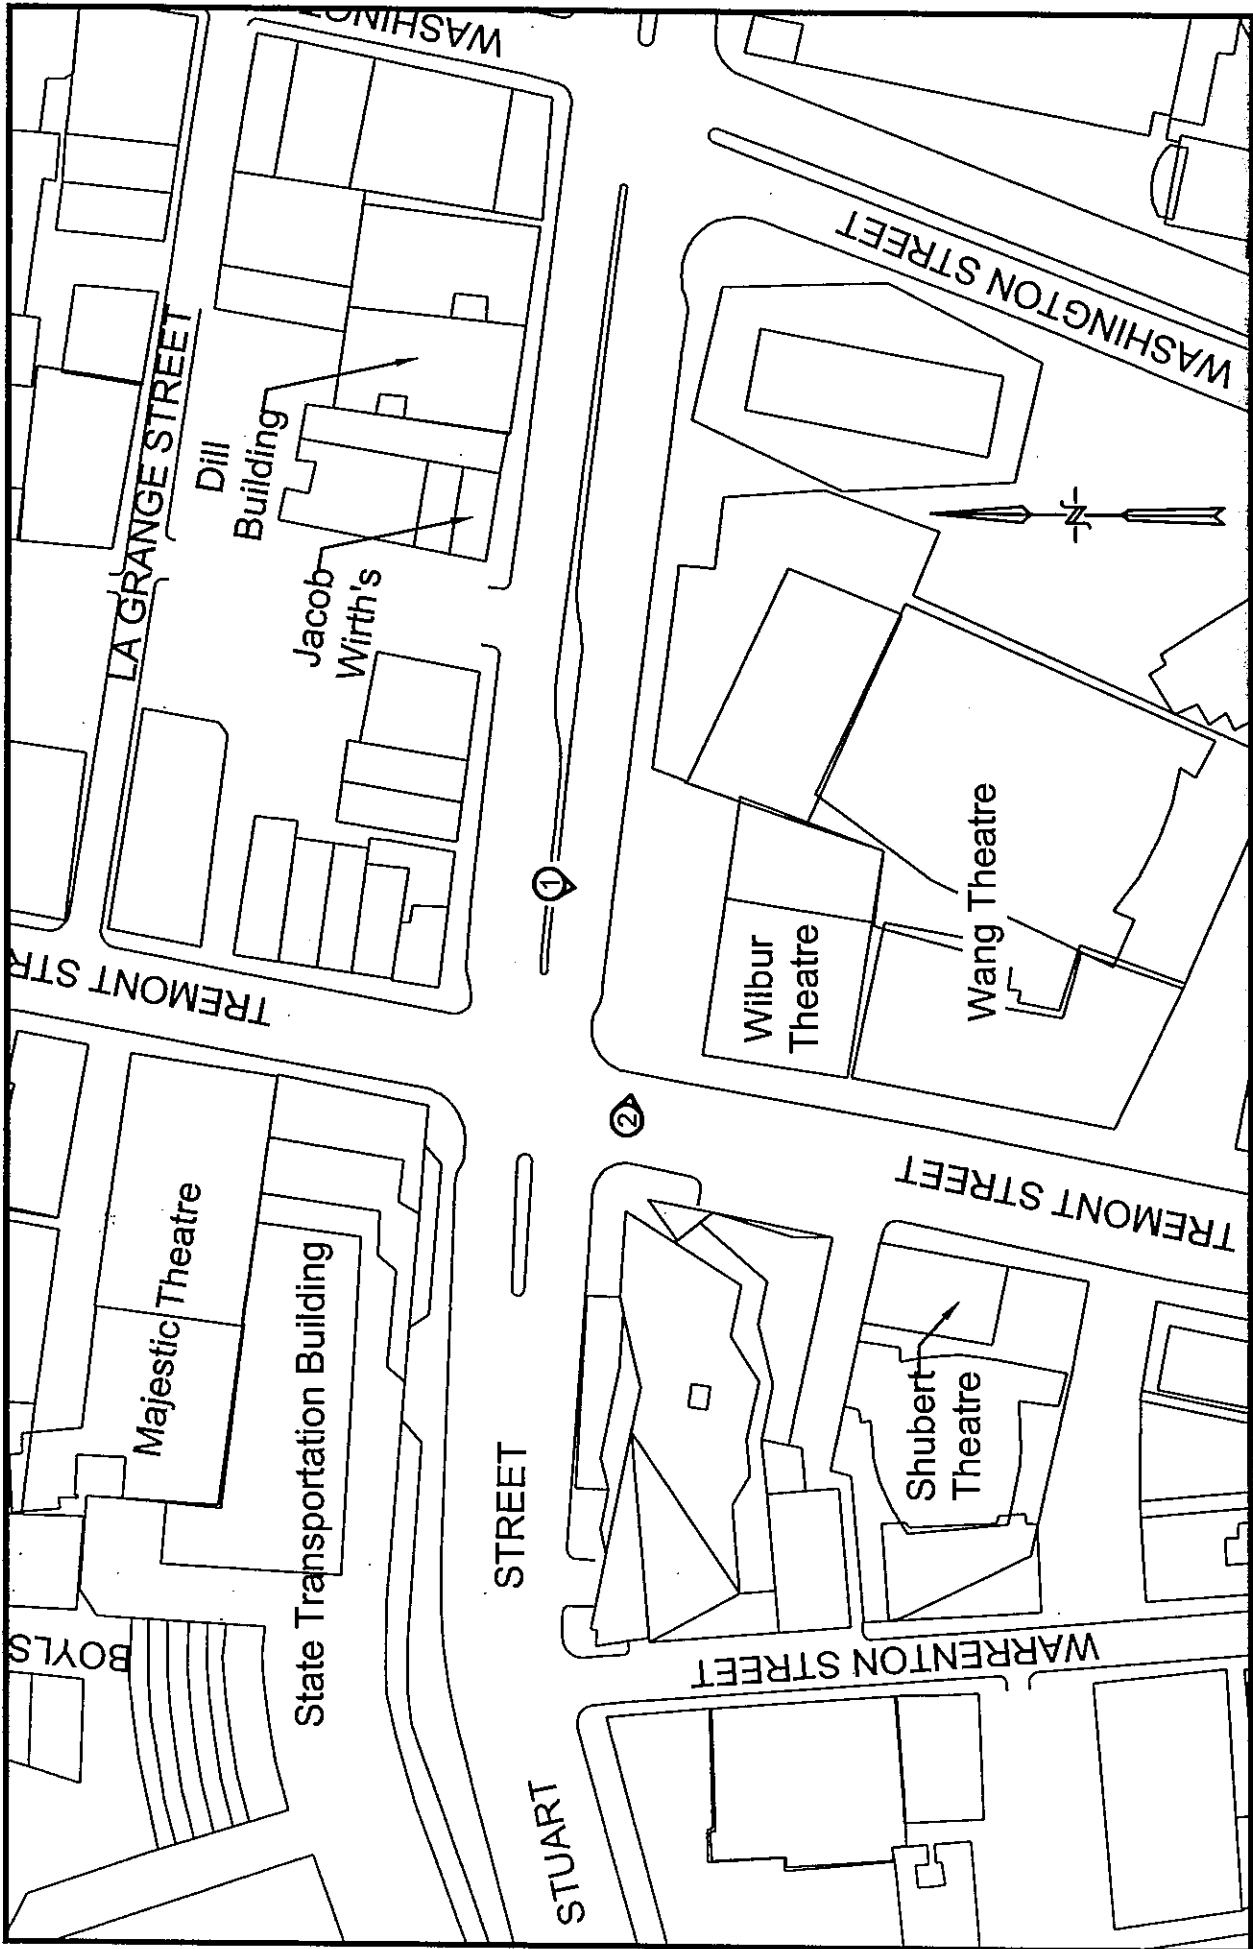 BOYLS
TREMONT STR
LA GRANGE STREET
Majestic Theatre
Dill
Building
State Transportation Building
Jacob
Wirth's
WASHINGT
STUART
STREET
1
2
WARRENTON STREET
Wilbur
Theatre
WASHINGTON STREET
Shubert
Theatre
TREMONT STREET
Wang Theatre
N